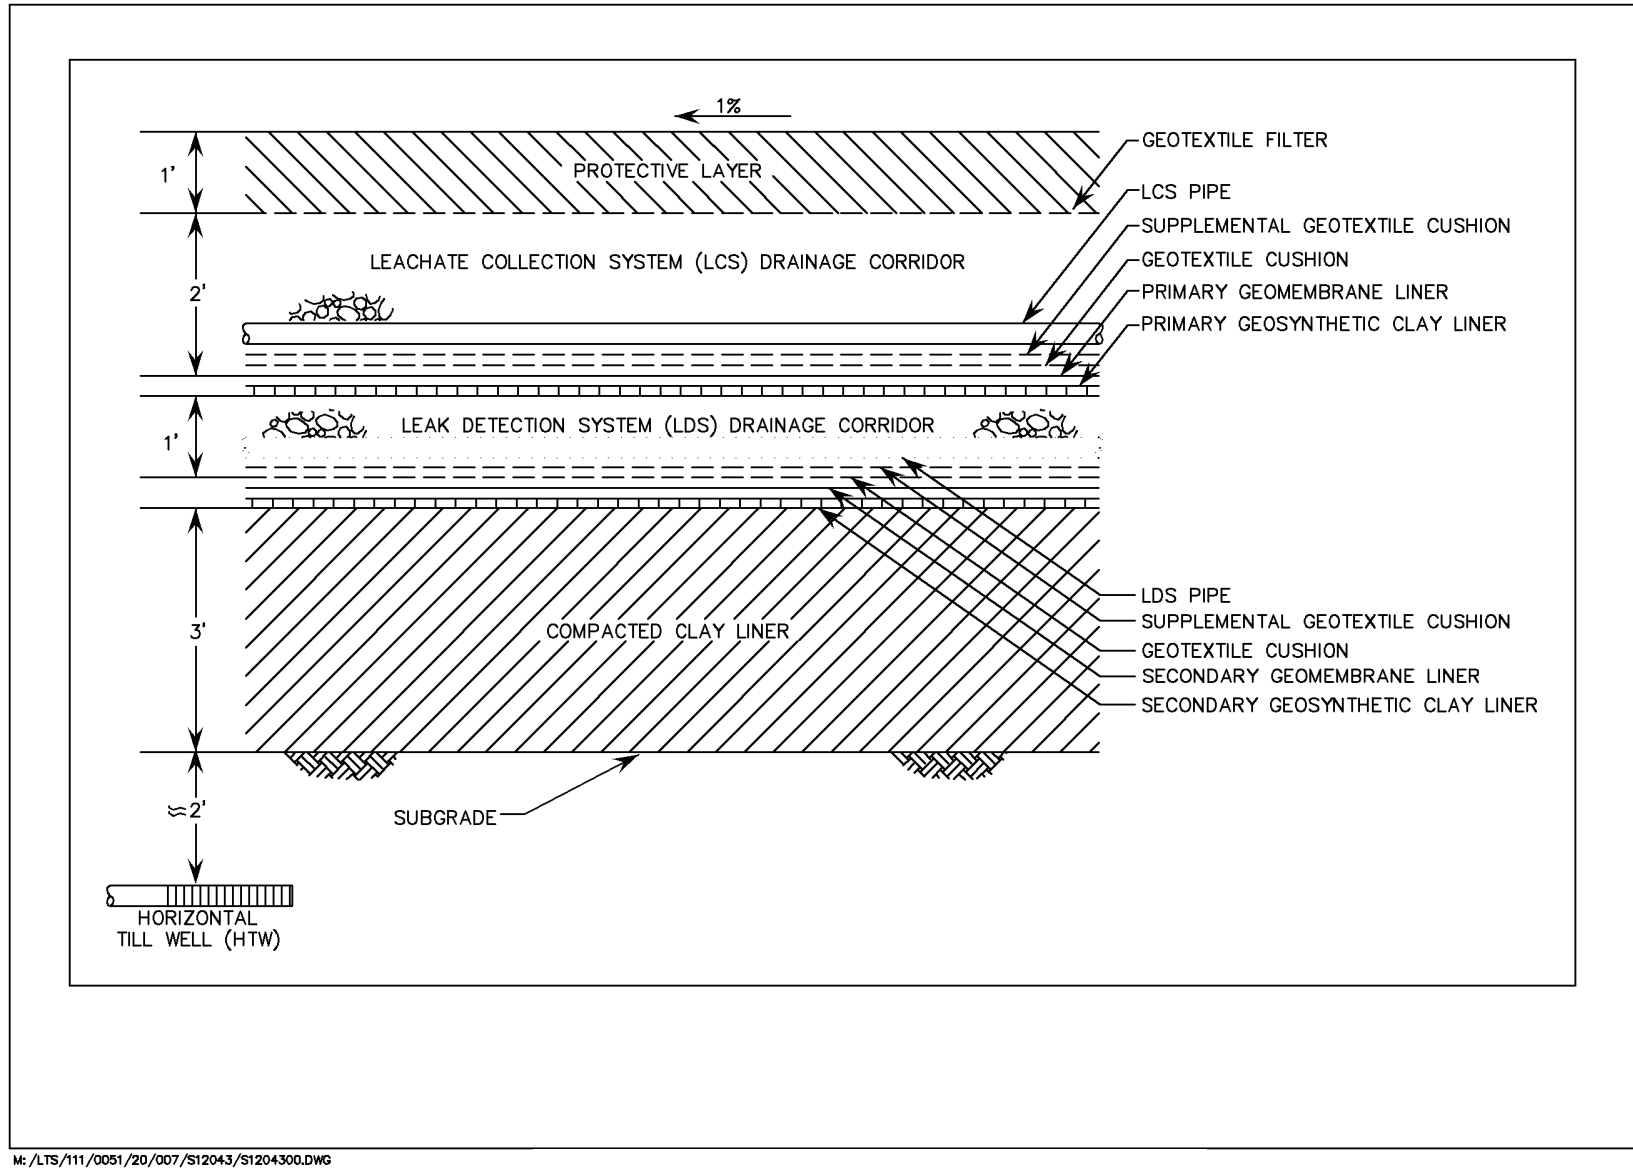 1%
1'
PROTECTIVE LAYER
GEOTEXTILE FILTER
LCS PIPE
SUPPLEMENTAL GEOTEXTILE CUSHION
LEACHATE COLLECTION SYSTEM (LCS) DRAINAGE CORRIDOR
GEOTEXTILE CUSHION
2'
PRIMARY GEOMEMBRANE LINER
PRIMARY GEOSYNTHETIC CLAY LINER
LEAK DETECTION SYSTEM (LDS) DRAINAGE CORRIDOR
1'
LDS PIPE
SUPPLEMENTAL GEOTEXTILE CUSHION
3'
COMPACTED CLAY LINER
GEOTEXTILE CUSHION
SECONDARY GEOMEMBRANE LINER
SECONDARY GEOSYNTHETIC CLAY LINER
≈2'
SUBGRADE
HORIZONTAL
TILL WELL (HTW)
M:/LTS/111/0051/20/007/S12043/S1204300.DWG